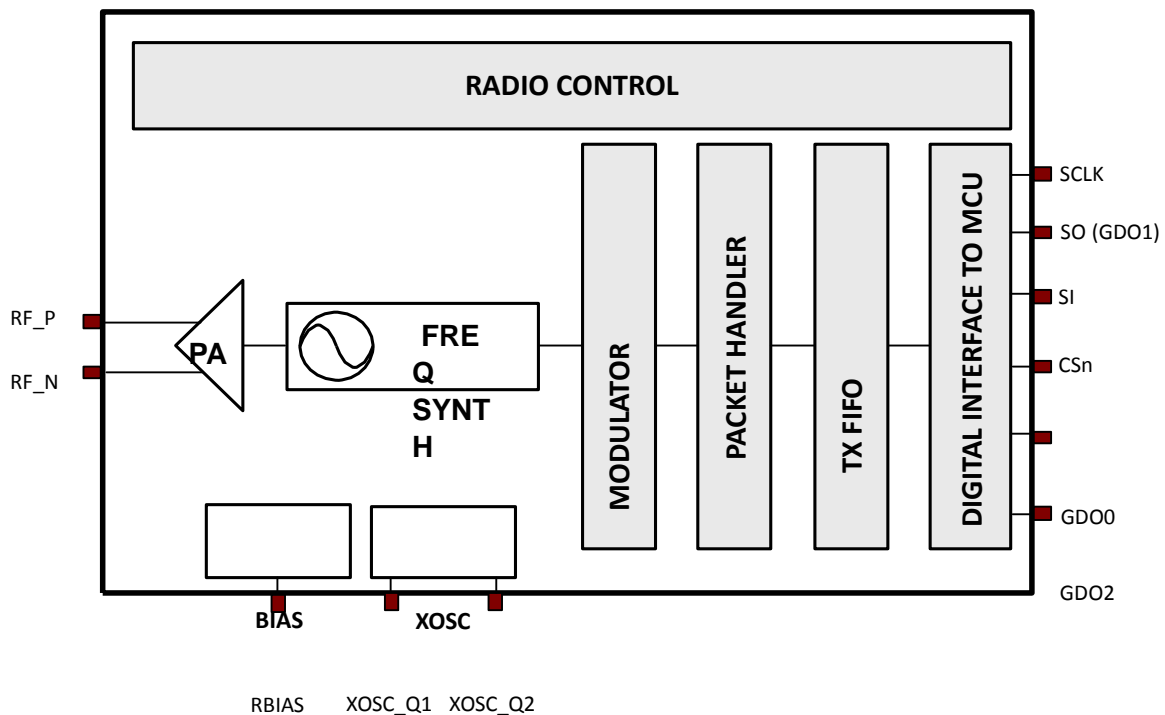 RADIO CONTROL
SCLK
SO (GDO1)
SI
CSn
GDO0
GDO2
DIGITAL INTERFACE TO MCU
TX FIFO
PACKET HANDLER
MODULATOR
FRE
Q
SYNT
H
PA
RF_P
RF_N
BIAS
XOSC
RBIAS
XOSC_Q1
XOSC_Q2